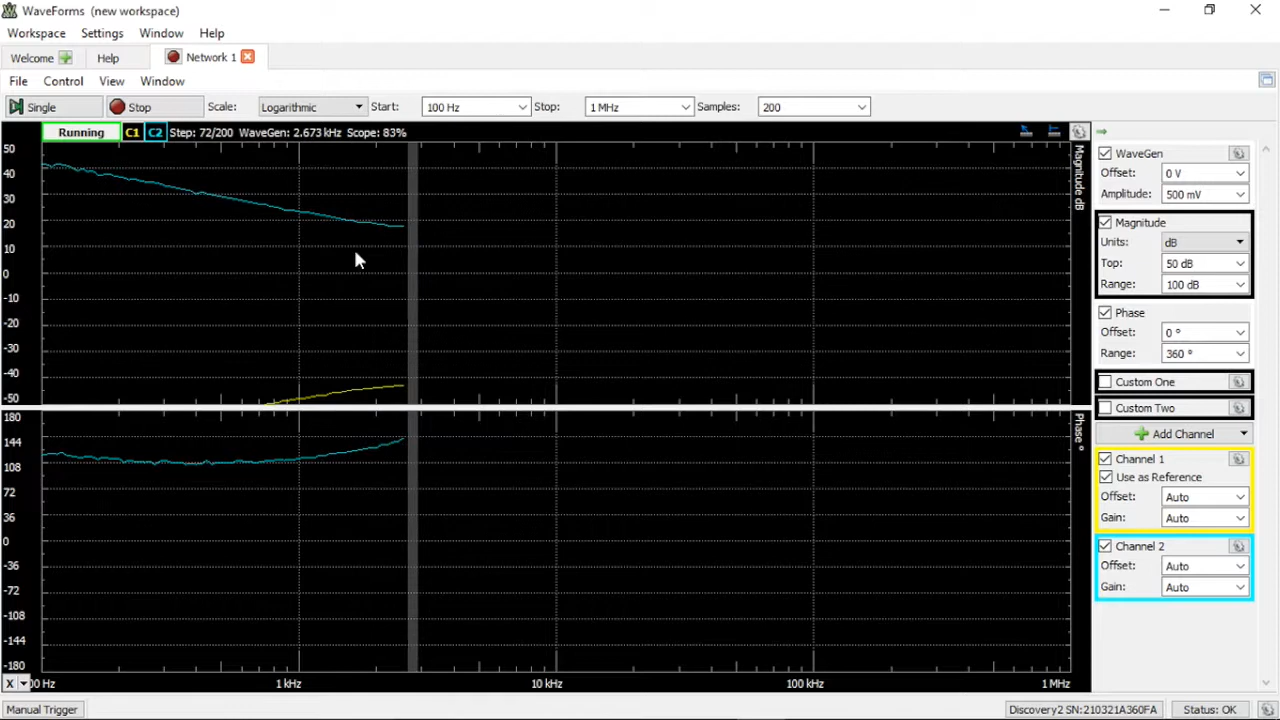 WaveForms (new workspace)
Workspace Settings Window Help
Welcome Help Network 1
File Control View Window
Single Stop Scale: Logarithmic Start: 100 Hz Stop: 1 MHz Samples: 200
Running C1 C2 Step: 72/200 WaveGen: 2.673 kHz Scope: 83%
50
40
30
20
10
0
-10
-20
-30
-40
-50
Magnitude dB
180
144
108
72
36
0
-36
-72
-108
-144
-180
Phase °
X 00 Hz 1 kHz 10 kHz 100 kHz 1 MHz
WaveGen
Offset: 0 V
Amplitude: 500 mV
Magnitude
Units: dB
Top: 50 dB
Range: 100 dB
Phase
Offset: 0 °
Range: 360 °
Custom One
Custom Two
Add Channel
Channel 1
Use as Reference
Offset: Auto
Gain: Auto
Channel 2
Offset: Auto
Gain: Auto
Manual Trigger Discovery2 SN:210321A360FA Status: OK